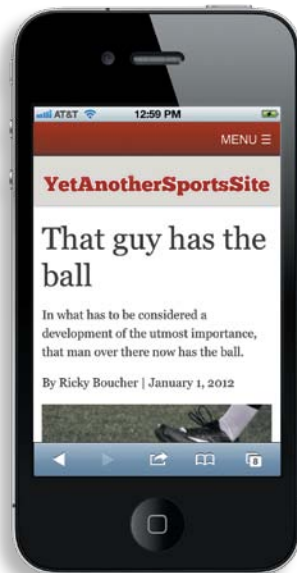 AT&T 12:59 PM
MENU ☰
YetAnotherSportsSite
That guy has the
ball
In what has to be considered a
development of the utmost importance,
that man over there now has the ball.
By Ricky Boucher | January 1, 2012
8